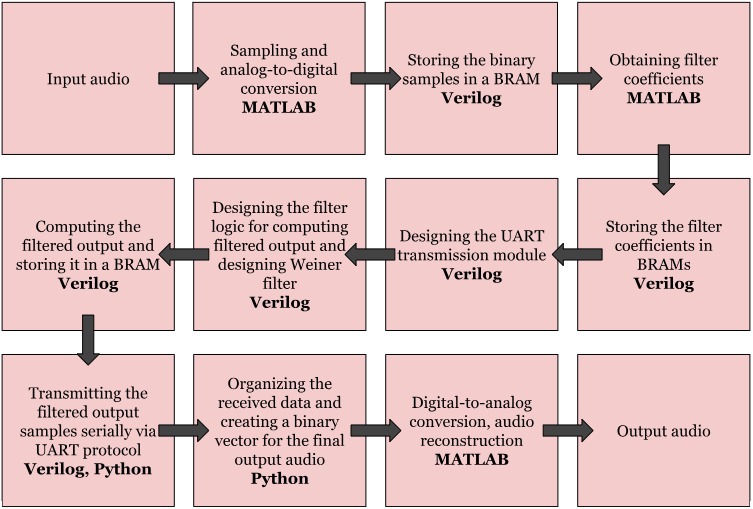 Input audio
Sampling and
analog-to-digital
conversion
MATLAB
Storing the binary
samples in a BRAM
Verilog
Obtaining filter
coefficients
MATLAB
Storing the filter
coefficients in
BRAMs
Verilog
Designing the UART
transmission module
Verilog
Designing the filter
logic for computing
filtered output and
designing Weiner
filter
Verilog
Computing the
filtered output and
storing it in a BRAM
Verilog
Transmitting the
filtered output
samples serially via
UART protocol
Verilog, Python
Organizing the
received data and
creating a binary
vector for the final
output audio
Python
Digital-to-analog
conversion, audio
reconstruction
MATLAB
Output audio